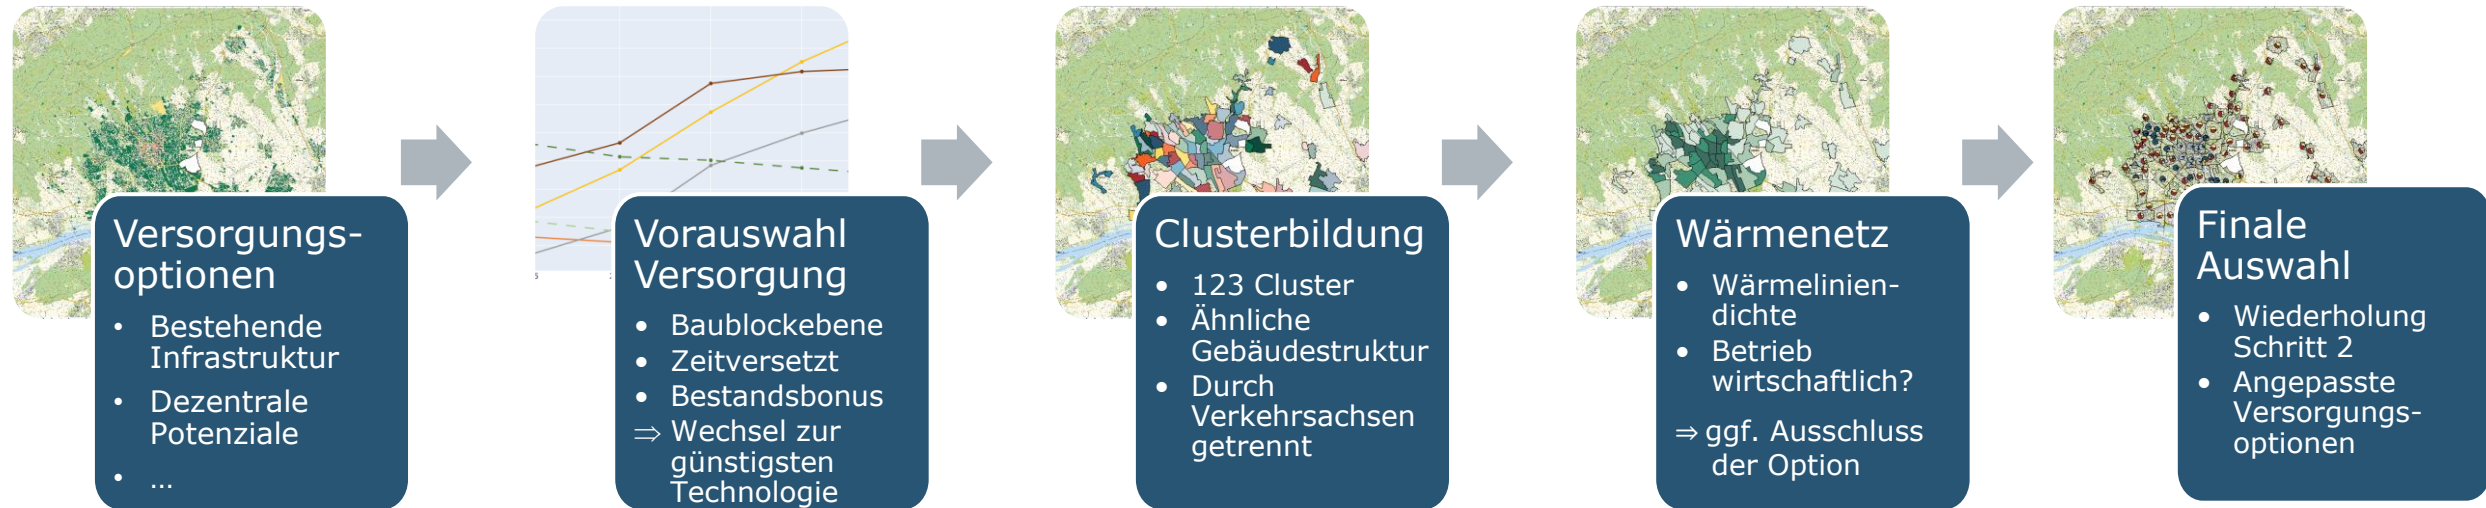 Versorgungs-
optionen
• Bestehende
Infrastruktur
• Dezentrale
Potenziale
• ...
Vorauswahl
Versorgung
• Baublockebene
• Zeitversetzt
• Bestandsbonus
⇒ Wechsel zur
günstigsten
Technologie
Clusterbildung
• 123 Cluster
• Ähnliche
Gebäudestruktur
• Durch
Verkehrsachsen
getrennt
Wärmenetz
• Wärmelinien-
dichte
• Betrieb
wirtschaftlich?
⇒ ggf. Ausschluss
der Option
Finale
Auswahl
• Wiederholung
Schritt 2
• Angepasste
Versorgungs-
optionen